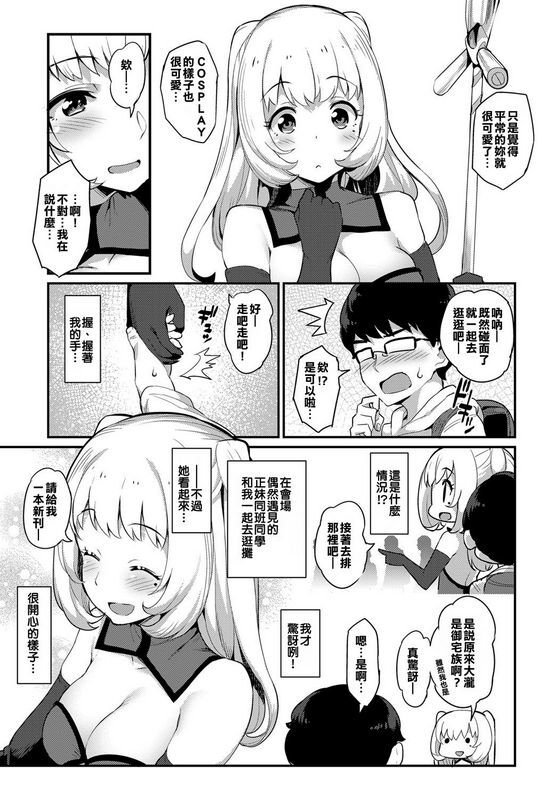 只是覺得
平常的妳就
很可愛了…
COSPLAY
的樣子也
很可愛…
欸…
…啊！
不對…我在
説什麼…
吶吶—
既然碰面了
就一起去
逛逛吧—
欸!?
是可以啦…
好—
走吧走吧！
握、握著
我的手…
這是什麼
情況!?
接著去排
那裡吧—
在會場
偶然遇見的
正妹同班同學
和我一起去逛攤
—不過
她看起來…
請給我
一本新刊—
很開心的樣子…
是說原來大瀧
是御宅族啊？
雖然我也是
真驚訝—
嗯…是啊…
我才
驚訝咧！